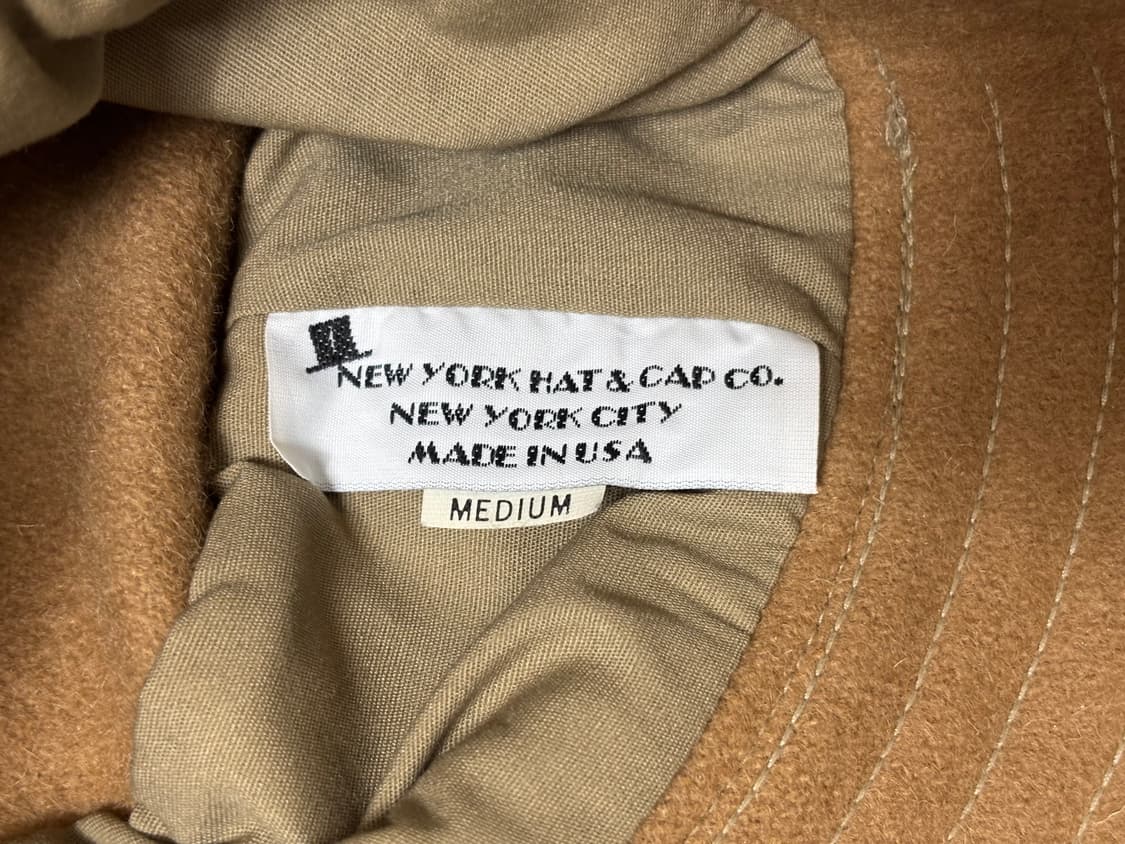 NEW YORK HAT & CAP CO.
NEW YORK CITY
MADE IN USA
MEDIUM